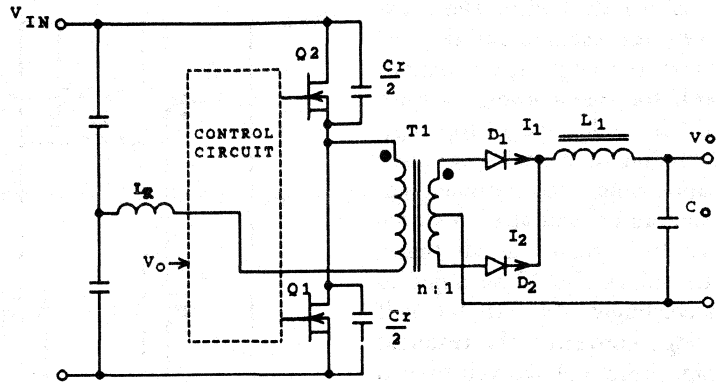 V IN
Q2
Cr
2
CONTROL
CIRCUIT
T1
D1
I1
L1
Vo
LR
Co
Vo
I2
D2
Q1
n:1
Cr
2